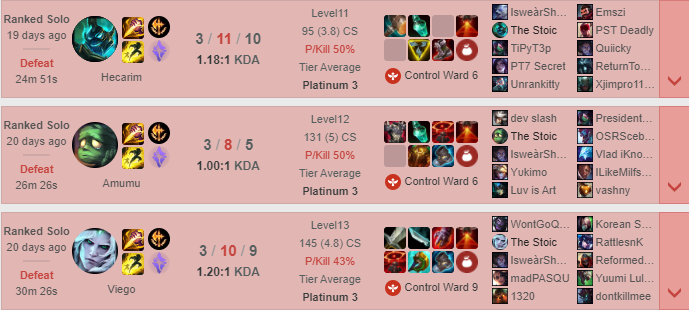 Ranked Solo
19 days ago
Defeat
24m 51s
Hecarim
3 / 11 / 10
1.18:1 KDA
Level11
95 (3.8) CS
P/Kill 50%
Tier Average
Platinum 3
Control Ward 6
IsweàrSh...
The Stoic
TiPyT3p
PT7 Secret
Unrankity
Emszi
PST Deadly
Quiicky
ReturnTo...
Xjimpro11...
Ranked Solo
20 days ago
Defeat
26m 26s
Amumu
3 / 8 / 5
1.00:1 KDA
Level12
131 (5) CS
P/Kill 50%
Tier Average
Platinum 3
Control Ward 6
dev slash
The Stoic
IsweàrSh...
Yukimo
Luv is Art
President...
OSRSceb...
Vlad iKno...
ILikeMilfs...
vashny
Ranked Solo
20 days ago
Defeat
30m 26s
Viego
3 / 10 / 9
1.20:1 KDA
Level13
145 (4.8) CS
P/Kill 43%
Tier Average
Platinum 3
Control Ward 9
WontGoQ...
The Stoic
IsweàrSh...
madPASQU
1320
Korean S...
RattlesnK
Reformed...
Yuumi Lul...
dontkillmee